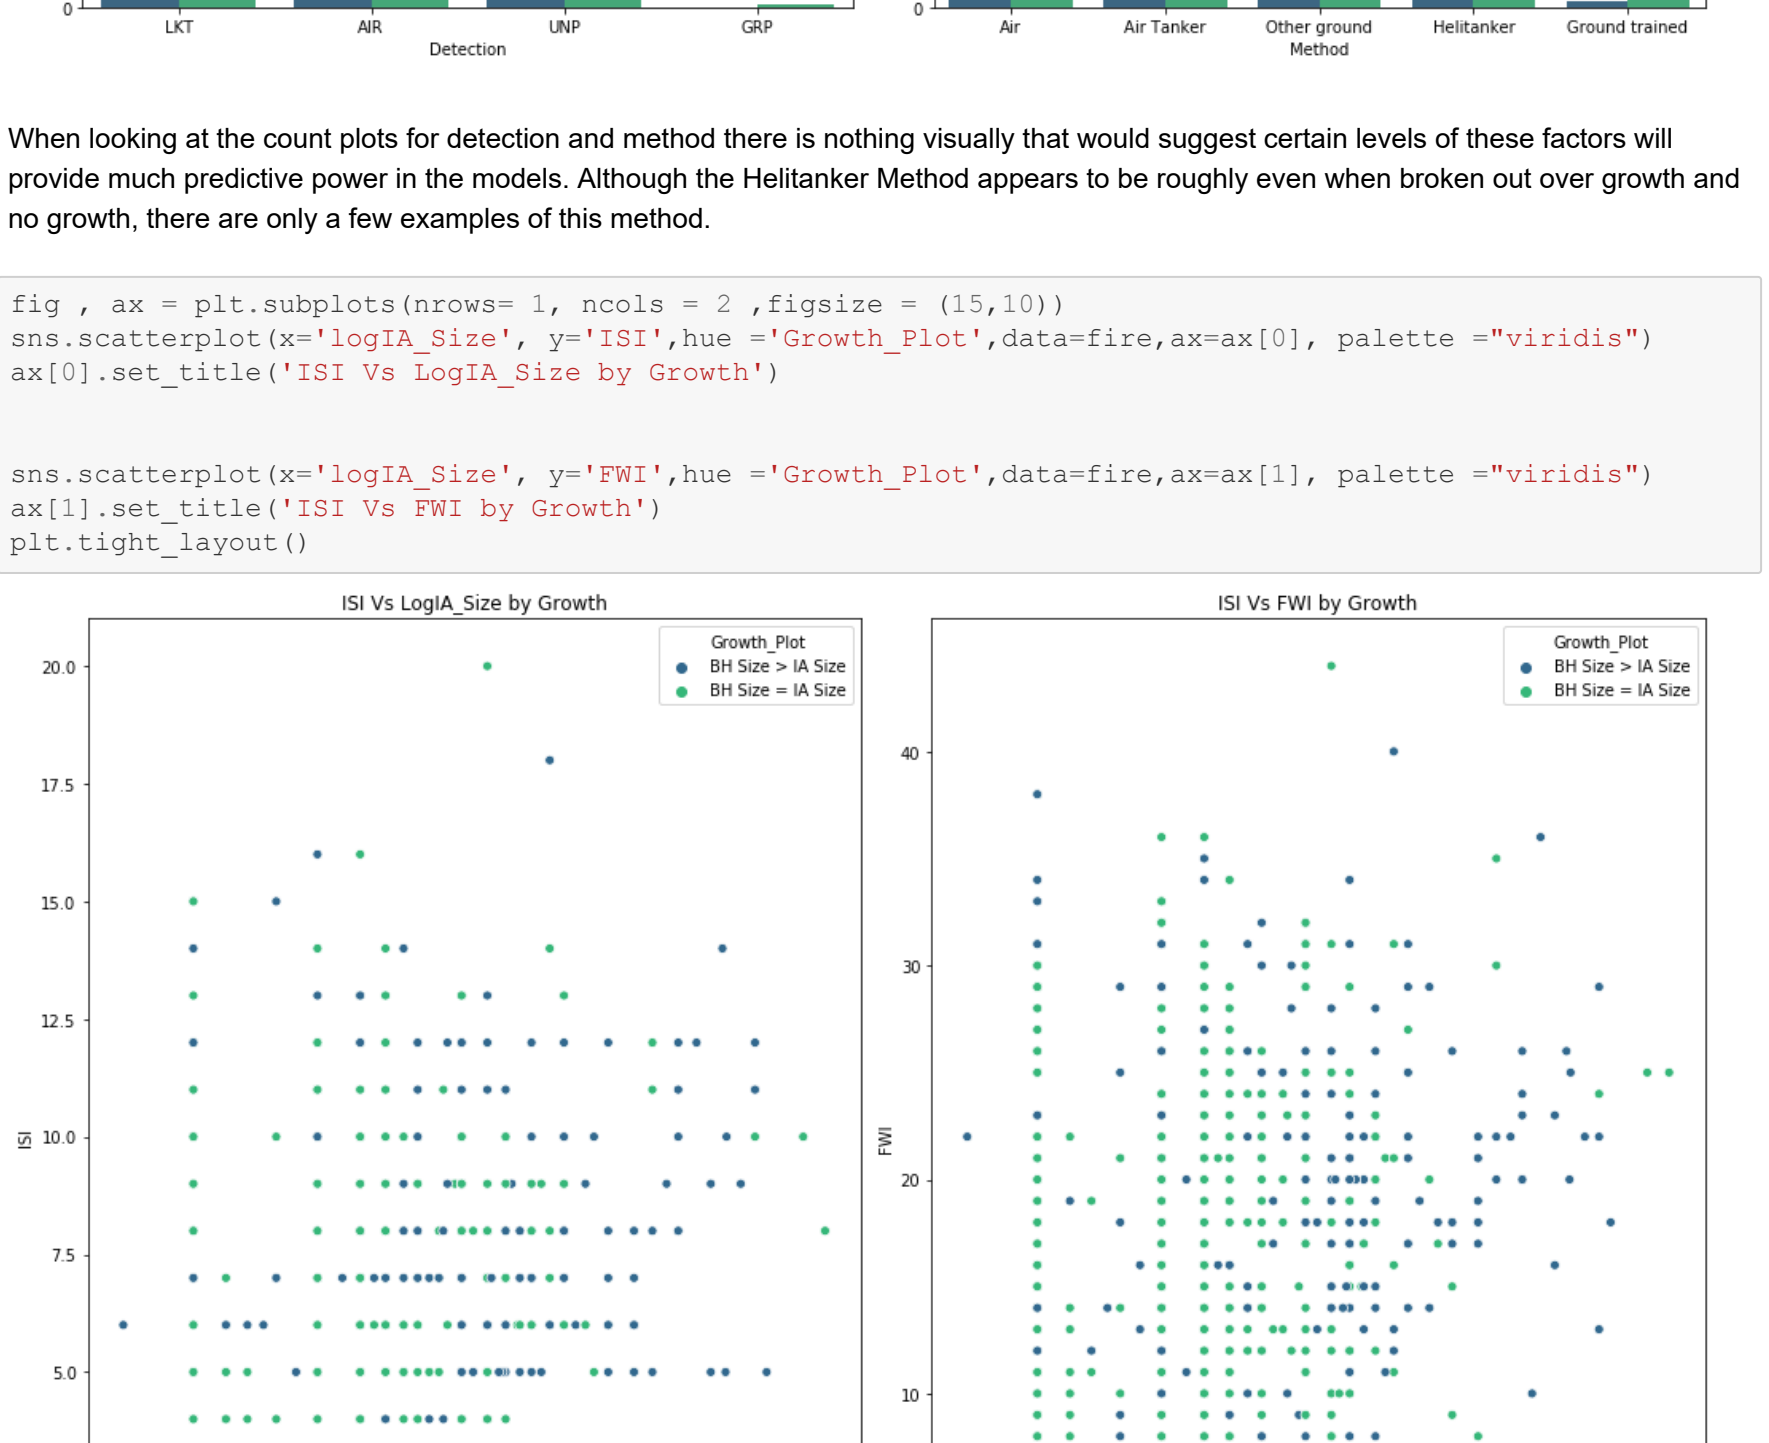 0
LKT AIR UNP GRP
Detection
0
Air Air Tanker Other ground Helitanker Ground trained
Method
When looking at the count plots for detection and method there is nothing visually that would suggest certain levels of these factors will
provide much predictive power in the models. Although the Helitanker Method appears to be roughly even when broken out over growth and
no growth, there are only a few examples of this method.
fig , ax = plt.subplots(nrows= 1, ncols = 2 ,figsize = (15,10))
sns.scatterplot(x='logIA_Size', y='ISI',hue ='Growth_Plot',data=fire,ax=ax[0], palette ="viridis")
ax[0].set_title('ISI Vs LogIA_Size by Growth')
sns.scatterplot(x='logIA_Size', y='FWI',hue ='Growth_Plot',data=fire,ax=ax[1], palette ="viridis")
ax[1].set_title('ISI Vs FWI by Growth')
plt.tight_layout()
ISI Vs LogIA_Size by Growth
Growth_Plot
BH Size > IA Size
BH Size = IA Size
20.0
17.5
15.0
12.5
10.0
7.5
5.0
ISI
ISI Vs FWI by Growth
Growth_Plot
BH Size > IA Size
BH Size = IA Size
40
30
20
10
FWI